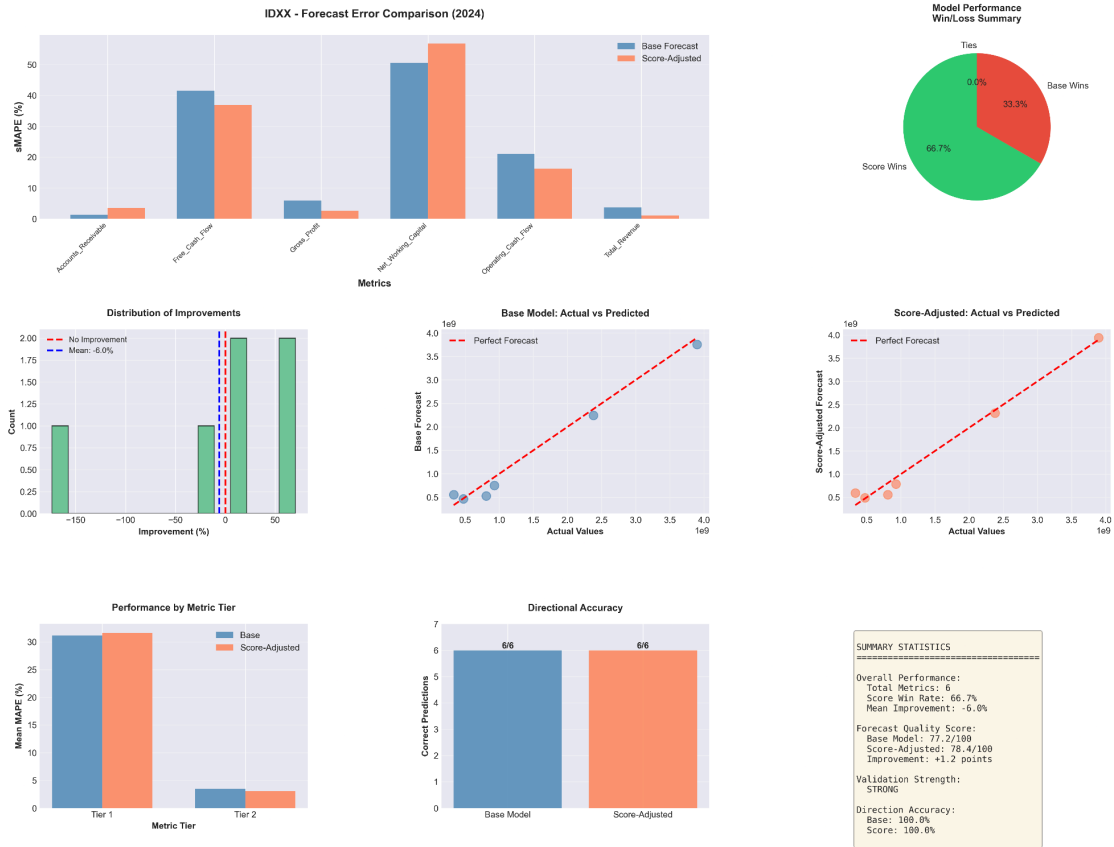 IDXX - Forecast Error Comparison (2024)
sMAPE (%)
50
40
30
20
10
0
Base Forecast
Score-Adjusted
Accounts_Receivable
Free_Cash_Flow
Gross_Profit
Net_Working_Capital
Operating_Cash_Flow
Total_Revenue
Metrics
Model Performance
Win/Loss Summary
Ties
0.0%
Base Wins
33.3%
66.7%
Score Wins
Distribution of Improvements
Count
2.00
1.75
1.50
1.25
1.00
0.75
0.50
0.25
0.00
No Improvement
Mean: -6.0%
−150
−100
−50
0
50
Improvement (%)
Base Model: Actual vs Predicted
1e9
Base Forecast
4.0
3.5
3.0
2.5
2.0
1.5
1.0
0.5
Perfect Forecast
0.5
1.0
1.5
2.0
2.5
3.0
3.5
4.0
1e9
Actual Values
Score-Adjusted: Actual vs Predicted
1e9
Score-Adjusted Forecast
4.0
3.5
3.0
2.5
2.0
1.5
1.0
0.5
Perfect Forecast
0.5
1.0
1.5
2.0
2.5
3.0
3.5
4.0
1e9
Actual Values
Performance by Metric Tier
Mean MAPE (%)
30
25
20
15
10
5
0
Base
Score-Adjusted
Tier 1
Tier 2
Metric Tier
Directional Accuracy
Correct Predictions
7
6
5
4
3
2
1
0
6/6
6/6
Base Model
Score-Adjusted
SUMMARY STATISTICS
===================================
Overall Performance:
Total Metrics: 6
Score Win Rate: 66.7%
Mean Improvement: -6.0%
Forecast Quality Score:
Base Model: 77.2/100
Score-Adjusted: 78.4/100
Improvement: +1.2 points
Validation Strength:
STRONG
Direction Accuracy:
Base: 100.0%
Score: 100.0%